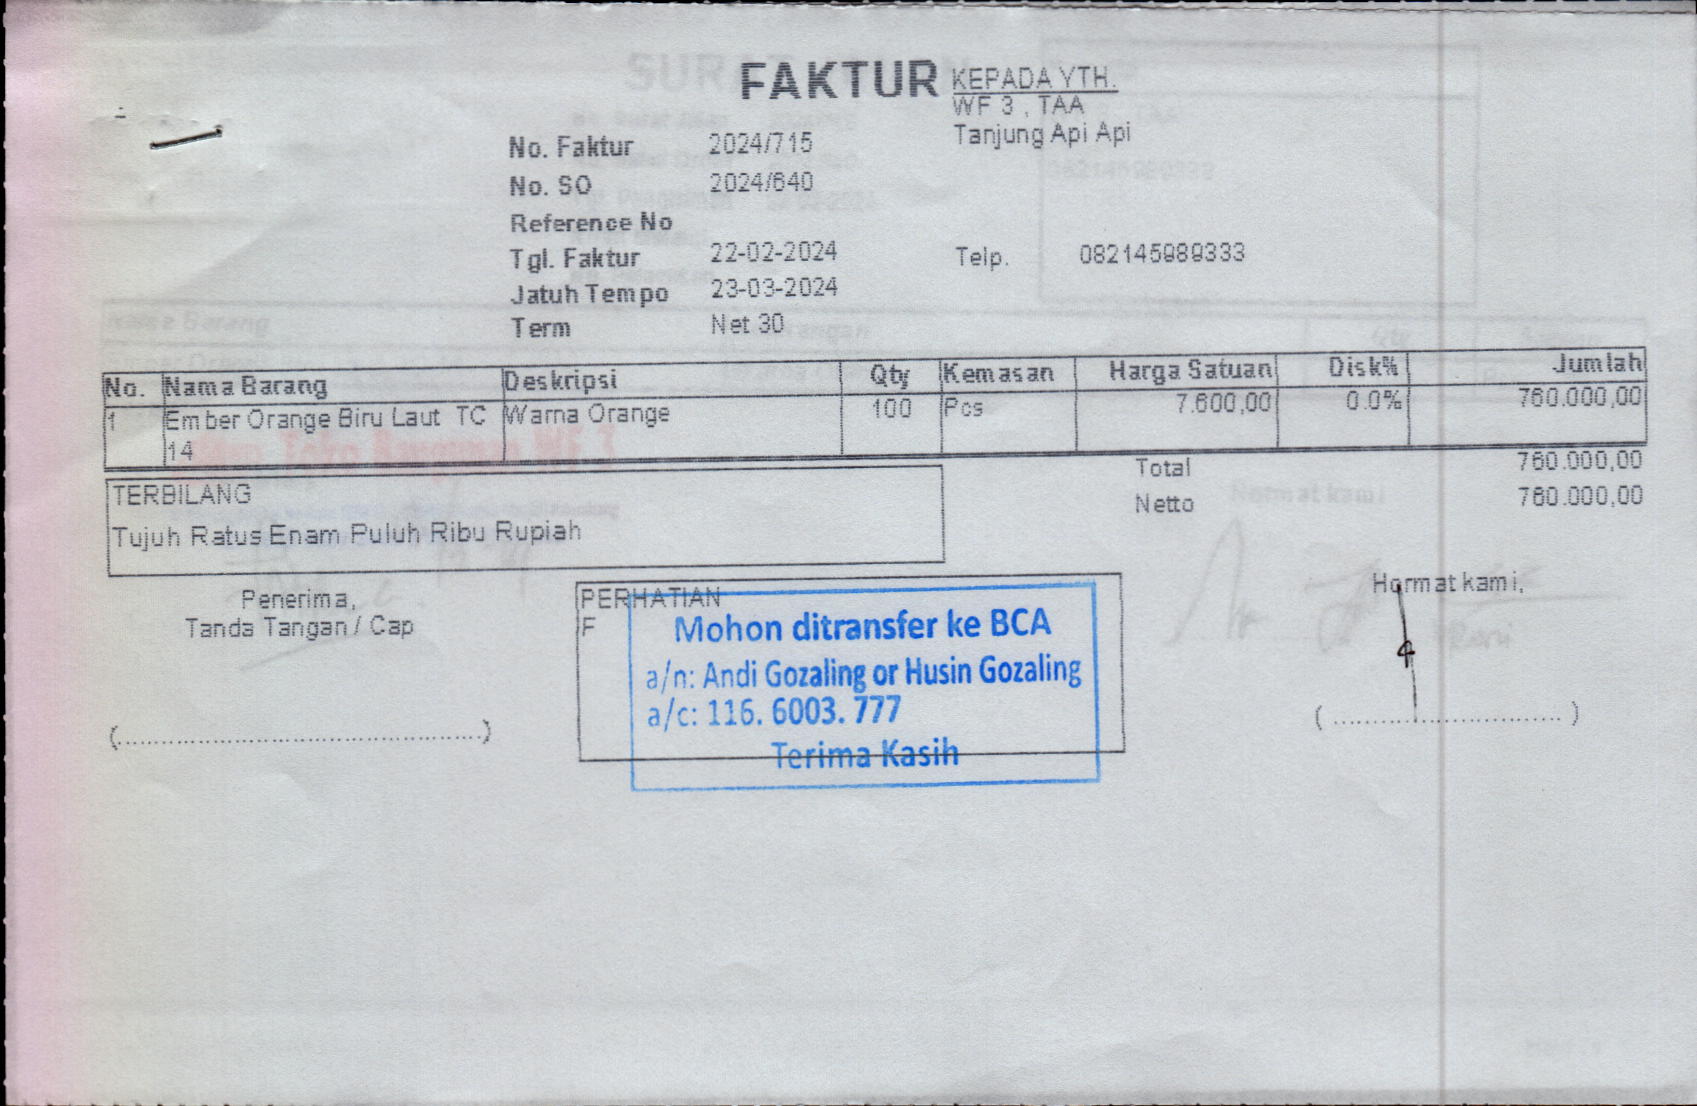 FAKTUR
KEPADA YTH.
WF 3 , TAA
Tanjung Api Api
No. Faktur 2024/715
No. SO 2024/640
Reference No
Tgl. Faktur 22-02-2024
Telp. 082145989333
Jatuh Tempo 23-03-2024
Term Net 30
No. Nama Barang Deskripsi Qty Kemasan Harga Satuan Disk% Jumlah
1 Ember Orange Biru Laut TC Warna Orange 100 Pcs 7.600,00 0.0% 760.000,00
14
Total 760.000,00
Netto 760.000,00
TERBILANG
Tujuh Ratus Enam Puluh Ribu Rupiah
Penerima,
Tanda Tangan / Cap
(................................................)
PERHATIAN
F
Mohon ditransfer ke BCA
a/n: Andi Gozaling or Husin Gozaling
a/c: 116. 6003. 777
Terima Kasih
Hormat kami,
( .............................. )